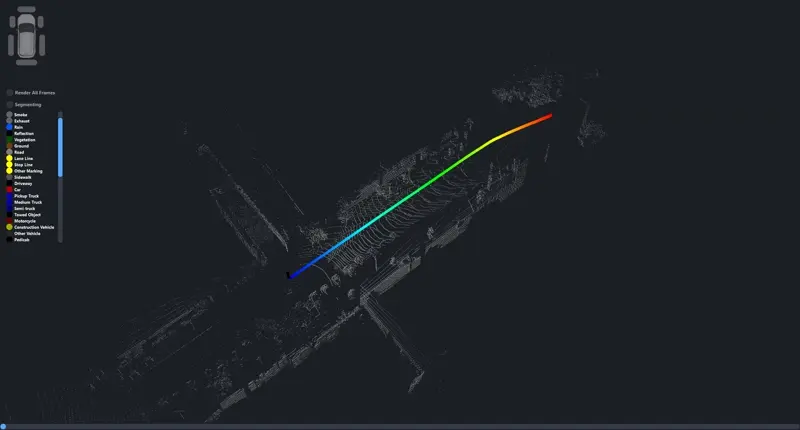 Render All Frames
Segmenting
Smoke
Exhaust
Rain
Reflection
Vegetation
Ground
Road
Lane Line
Stop Line
Other Marking
Sidewalk
Driveway
Car
Pickup Truck
Medium Truck
Semi-truck
Towed Object
Motorcycle
Construction Vehicle
Other Vehicle
Pedicab